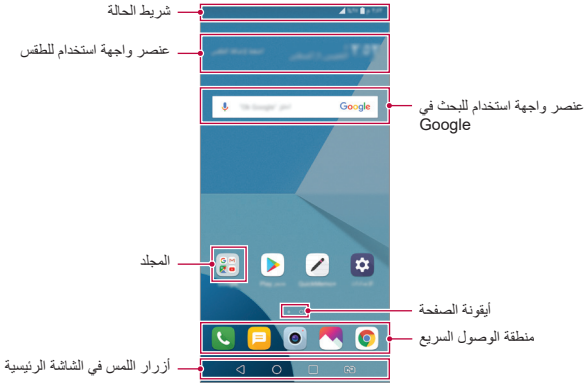 شريط الحالة
عنصر واجهة استخدام للطقس
Google
عنصر واجهة استخدام للبحث في
Google
المجلد
أيقونة الصفحة
منطقة الوصول السريع
أزرار اللمس في الشاشة الرئيسية